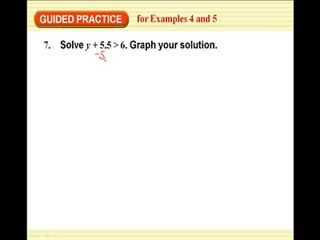 GUIDED PRACTICE for Examples 4 and 5
7. Solve y + 5.5 > 6. Graph your solution.
-5.